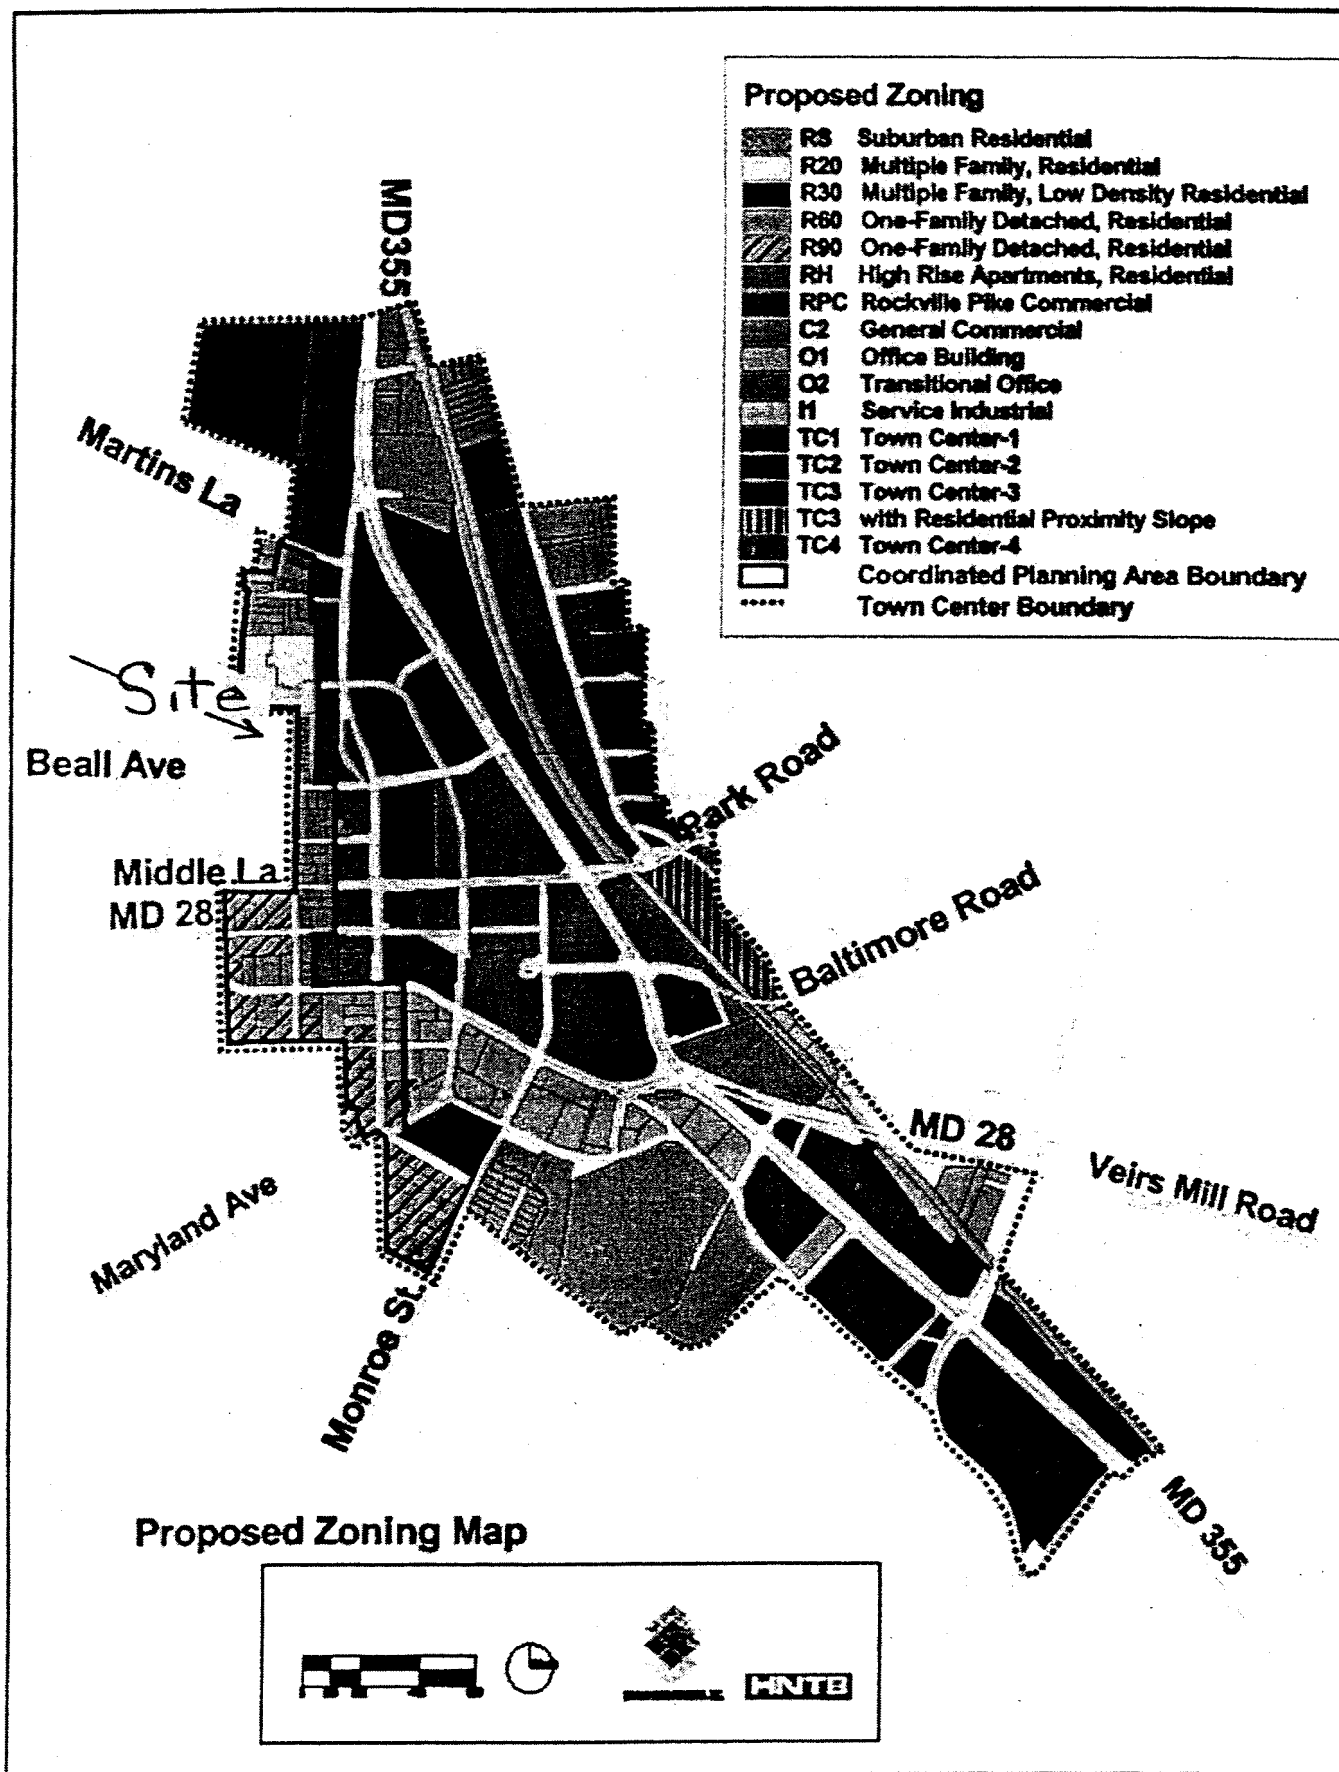 Proposed Zoning
RS Suburban Residential
R20 Multiple Family, Residential
R30 Multiple Family, Low Density Residential
R60 One-Family Detached, Residential
R90 One-Family Detached, Residential
RH High Rise Apartments, Residential
RPC Rockville Pike Commercial
C2 General Commercial
O1 Office Building
O2 Transitional Office
I1 Service Industrial
TC1 Town Center-1
TC2 Town Center-2
TC3 Town Center-3
TC3 with Residential Proximity Slope
TC4 Town Center-4
Coordinated Planning Area Boundary
Town Center Boundary
MD355
Martins La
Site
Beall Ave
Park Road
Middle La
MD 28
Baltimore Road
MD 28
Veirs Mill Road
Maryland Ave
Monroe St.
MD 355
Proposed Zoning Map
HNTB